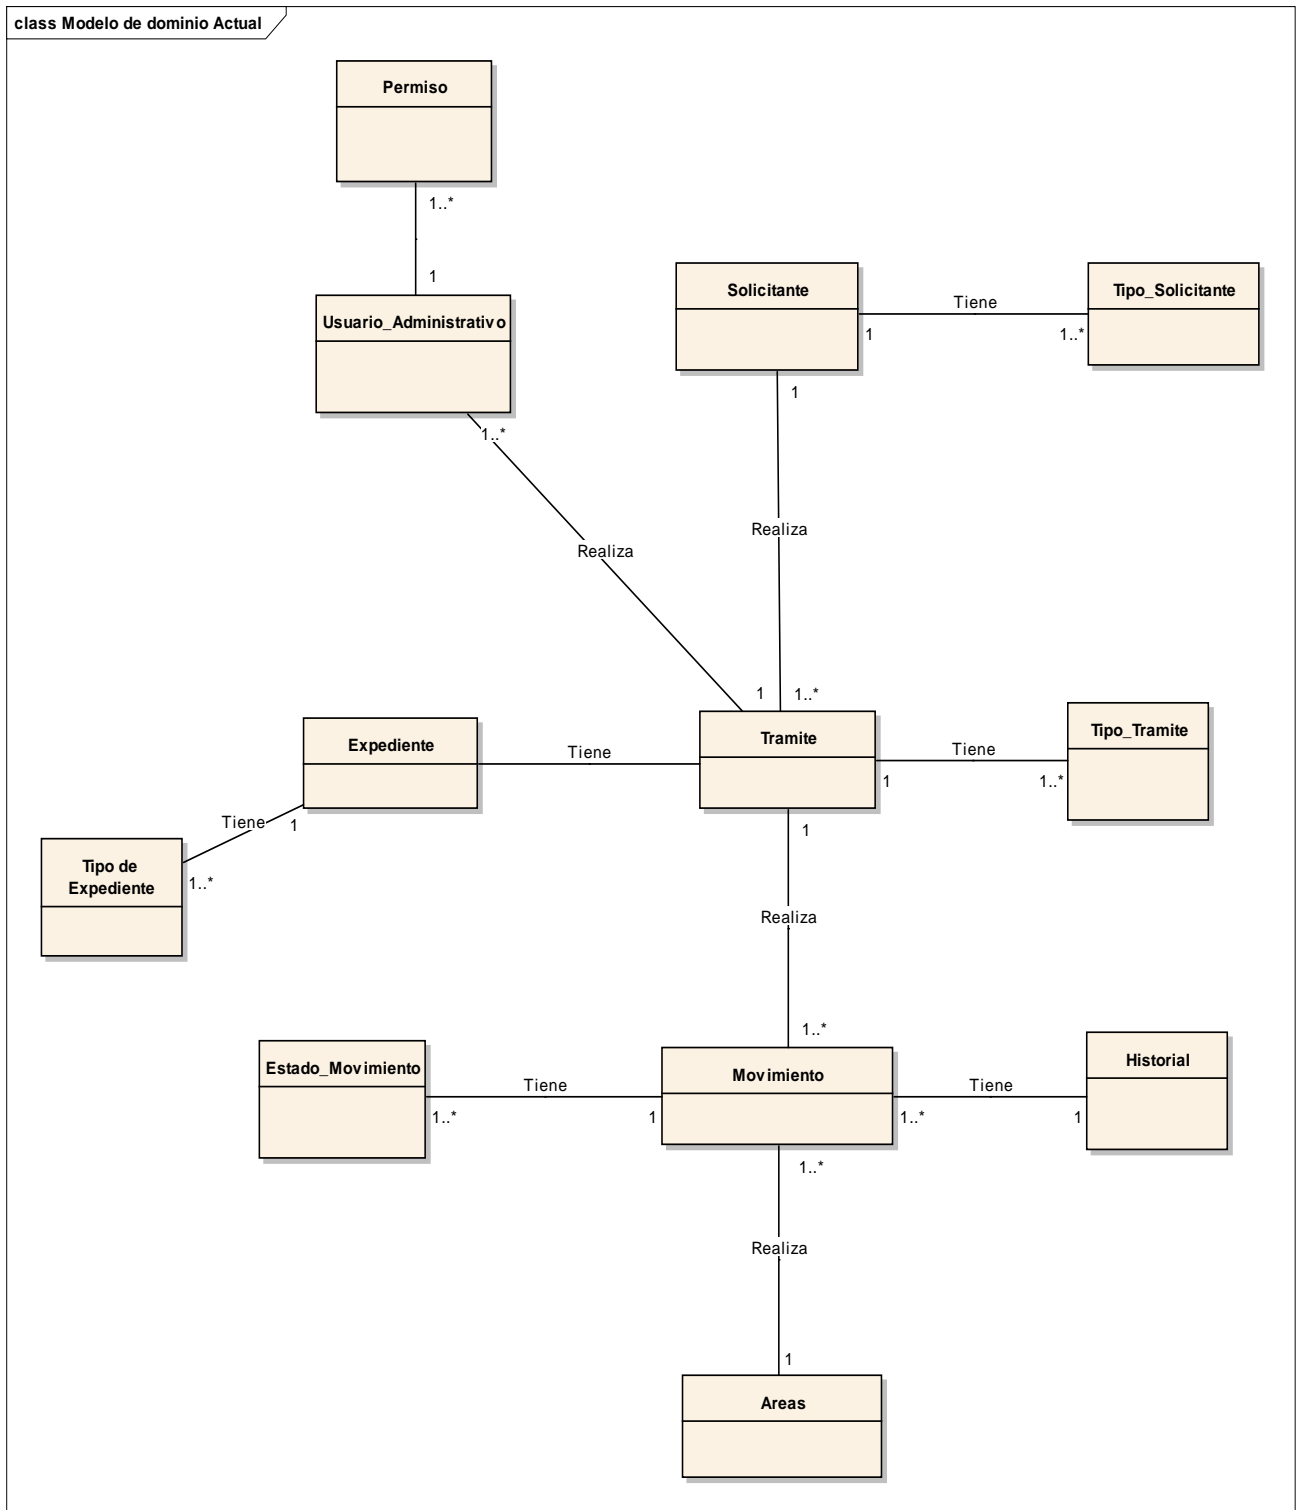 class Modelo de dominio Actual
Permiso
1..*
1
Usuario_Administrativo
1..*
Solicitante
1
Tiene
1..*
Tipo_Solicitante
1
Realiza
Realiza
1
1..*
Expediente
Tiene
Tramite
1
Tiene
1..*
Tipo_Tramite
Tiene
1
1..*
Tipo de
Expediente
1
Realiza
1..*
Estado_Movimiento
1..*
Tiene
1
Movimiento
1..*
Tiene
1
Historial
1..*
Realiza
1
Areas